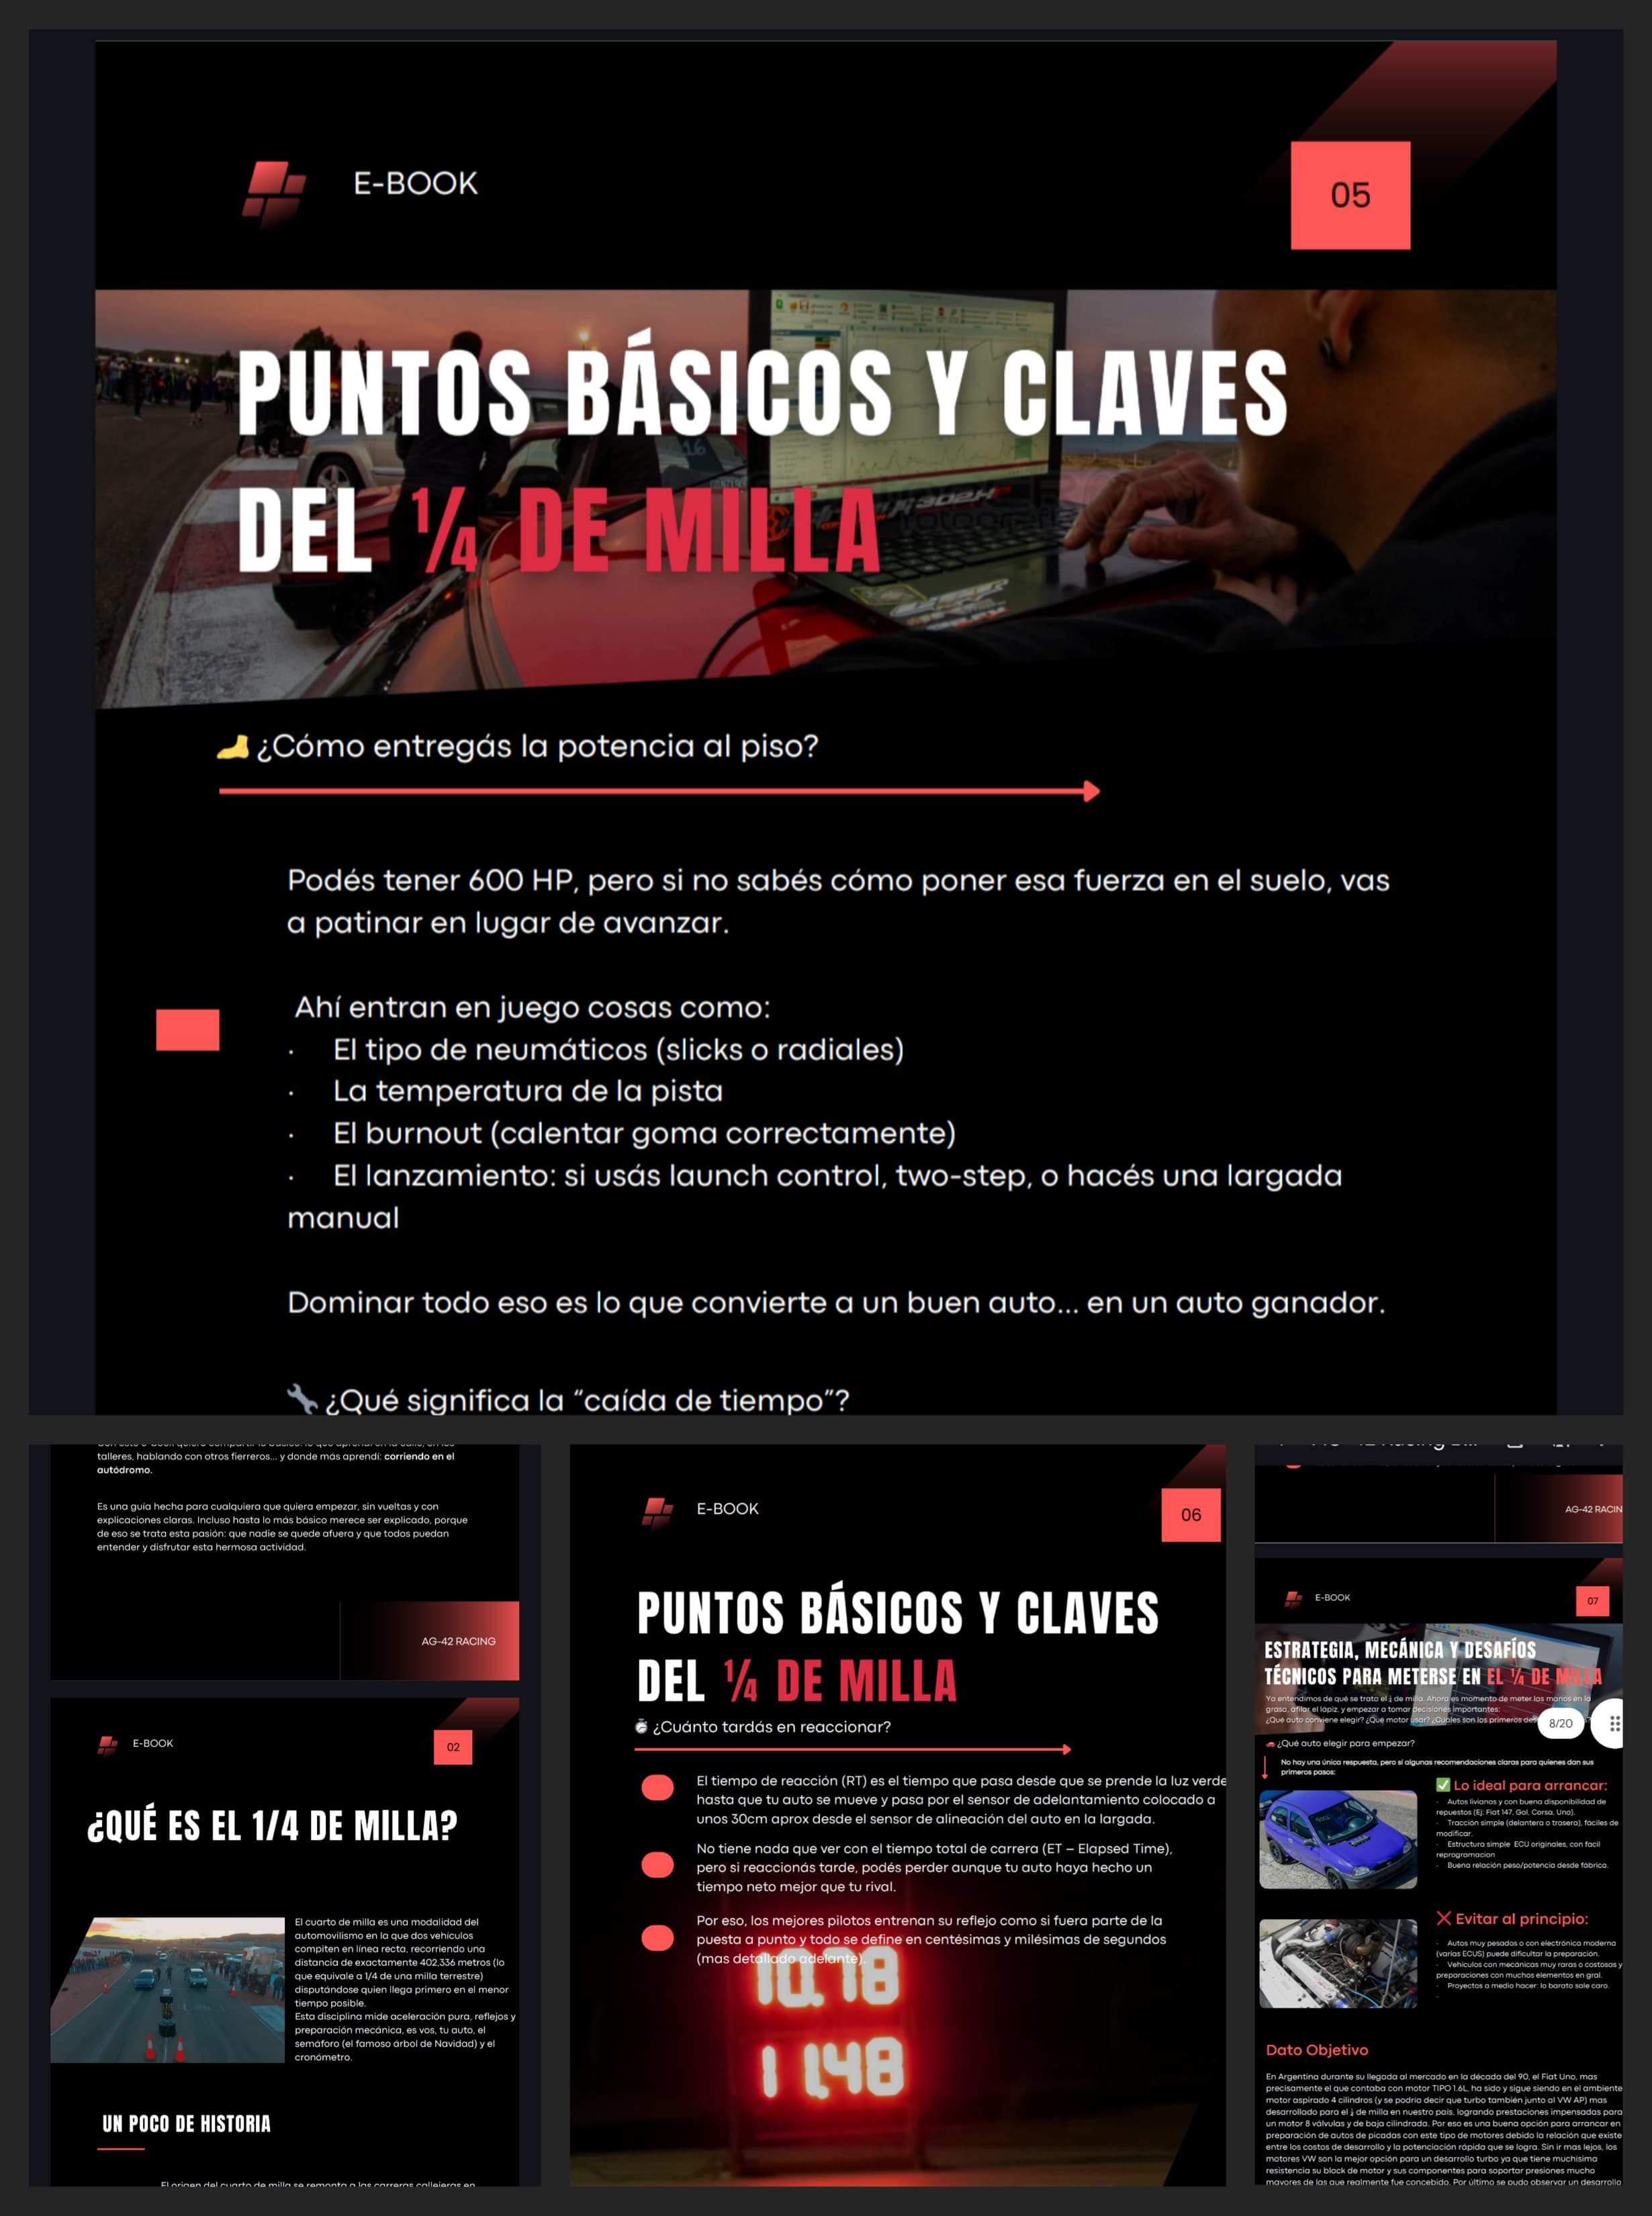 E-BOOK
05
PUNTOS BÁSICOS Y CLAVES
DEL ¼ DE MILLA
¿Cómo entregás la potencia al piso?
Podés tener 600 HP, pero si no sabés cómo poner esa fuerza en el suelo, vas
a patinar en lugar de avanzar.
Ahí entran en juego cosas como:
· El tipo de neumáticos (slicks o radiales)
· La temperatura de la pista
· El burnout (calentar goma correctamente)
· El lanzamiento: si usás launch control, two-step, o hacés una largada
manual
Dominar todo eso es lo que convierte a un buen auto... en un auto ganador.
¿Qué significa la “caída de tiempo”?
talleres, hablando con otros fierreros... y donde más aprendí: corriendo en el
autódromo.
Es una guía hecha para cualquiera que quiera empezar, sin vueltas y con
explicaciones claras. Incluso hasta lo más básico merece ser explicado, porque
de eso se trata esta pasión: que nadie se quede afuera y que todos puedan
entender y disfrutar esta hermosa actividad.
AG-42 RACING
E-BOOK
02
¿QUÉ ES EL 1/4 DE MILLA?
El cuarto de milla es una modalidad del
automovilismo en la que dos vehículos
compiten en línea recta, recorriendo una
distancia de exactamente 402,336 metros (lo
que equivale a 1/4 de una milla terrestre)
disputándose quien llega primero en el menor
tiempo posible.
Esta disciplina mide aceleración pura, reflejos y
preparación mecánica, es vos, tu auto, el
semáforo (el famoso árbol de Navidad) y el
cronómetro.
UN POCO DE HISTORIA
El origen del cuarto de milla se remonta a las carreras callejeras en
E-BOOK
06
PUNTOS BÁSICOS Y CLAVES
DEL ¼ DE MILLA
¿Cuánto tardás en reaccionar?
El tiempo de reacción (RT) es el tiempo que pasa desde que se prende la luz verde
hasta que tu auto se mueve y pasa por el sensor de adelantamiento colocado a
unos 30cm aprox desde el sensor de alineación del auto en la largada.
No tiene nada que ver con el tiempo total de carrera (ET – Elapsed Time),
pero si reaccionás tarde, podés perder aunque tu auto haya hecho un
tiempo neto mejor que tu rival.
Por eso, los mejores pilotos entrenan su reflejo como si fuera parte de la
puesta a punto y todo se define en centésimas y milésimas de segundos
(mas detallado adelante).
10.18
11.48
AG-42 RACIN
E-BOOK
07
ESTRATEGIA, MECÁNICA Y DESAFÍOS
TÉCNICOS PARA METERSE EN EL ¼ DE MILLA
Ya entendimos de qué se trata el ¼ de milla. Ahora es momento de meter las manos en la
grasa, afilar el lápiz, y empezar a tomar decisiones importantes:
¿Qué auto conviene elegir? ¿Qué motor usar? ¿Cuáles son los primeros
8/20
¿Qué auto elegir para empezar?
No hay una única respuesta, pero sí algunas recomendaciones claras para quienes dan sus
primeros pasos:
Lo ideal para arrancar:
· Autos livianos y con buena disponibilidad de
repuestos (Ej: Fiat 147, Gol, Corsa, Uno).
· Tracción simple (delantera o trasera), fáciles de
modificar.
· Estructura simple ECU originales, con facil
reprogramacion
· Buena relación peso/potencia desde fábrica.
Evitar al principio:
· Autos muy pesados o con electrónica moderna
(varias ECUS) puede dificultar la preparación.
· Vehículos con mecánicas muy raras o costosas y
preparaciones con muchos elementos en gral.
· Proyectos a medio hacer: lo barato sale caro.
Dato Objetivo
En Argentina durante su llegada al mercado en la década del 90, el Fiat Uno, mas
precisamente el que contaba con motor TIPO 1.6L, ha sido y sigue siendo en el ambiente
motor aspirado 4 cilindros (y se podria decir que turbo también junto al VW AP) mas
desarrollado para el ¼ de milla en nuestro país, logrando prestaciones impensadas para
un motor 8 válvulas y de baja cilindrada. Por eso es una buena opción para arrancar en
preparación de autos de picadas con este tipo de motores debido la relación que existe
entre los costos de desarrollo y la potenciación rápida que se logra. Sin ir mas lejos, los
motores VW son la mejor opción para un desarrollo turbo ya que tiene muchísima
resistencia su block de motor y sus componentes para soportar presiones mucho
mayores de las que realmente fue concebido. Por último se pudo observar un desarrollo